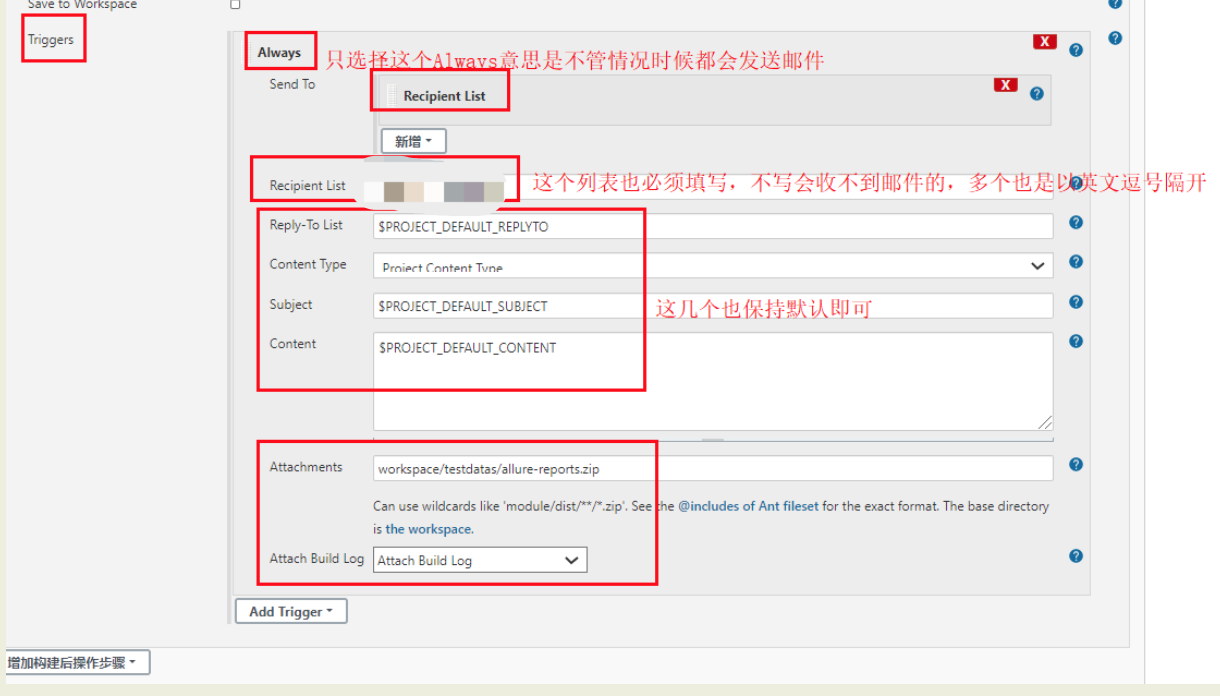 Save to Workspace
Triggers
Always
只选择这个Always意思是不管情况时候都会发送邮件
X
Send To
Recipient List
X
新增
Recipient List
这个列表也必须填写，不写会收不到邮件的，多个也是以英文逗号隔开
Reply-To List
$PROJECT_DEFAULT_REPLYTO
Content Type
Project Content Type
Subject
$PROJECT_DEFAULT_SUBJECT
这几个也保持默认即可
Content
$PROJECT_DEFAULT_CONTENT
Attachments
workspace/testdatas/allure-reports.zip
Can use wildcards like 'module/dist/**/*.zip'. See the @includes of Ant fileset for the exact format. The base directory
is the workspace.
Attach Build Log
Attach Build Log
Add Trigger
增加构建后操作步骤